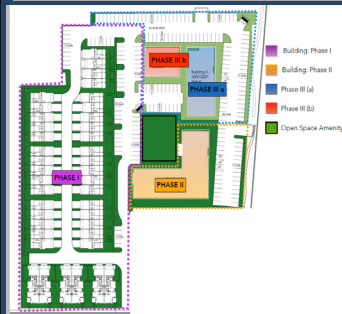 PHASE III b
Building A
PHASE III a
PHASE I
PHASE II
Building: Phase I
Building: Phase II
Phase III (a)
Phase III (b)
Open Space Amenity